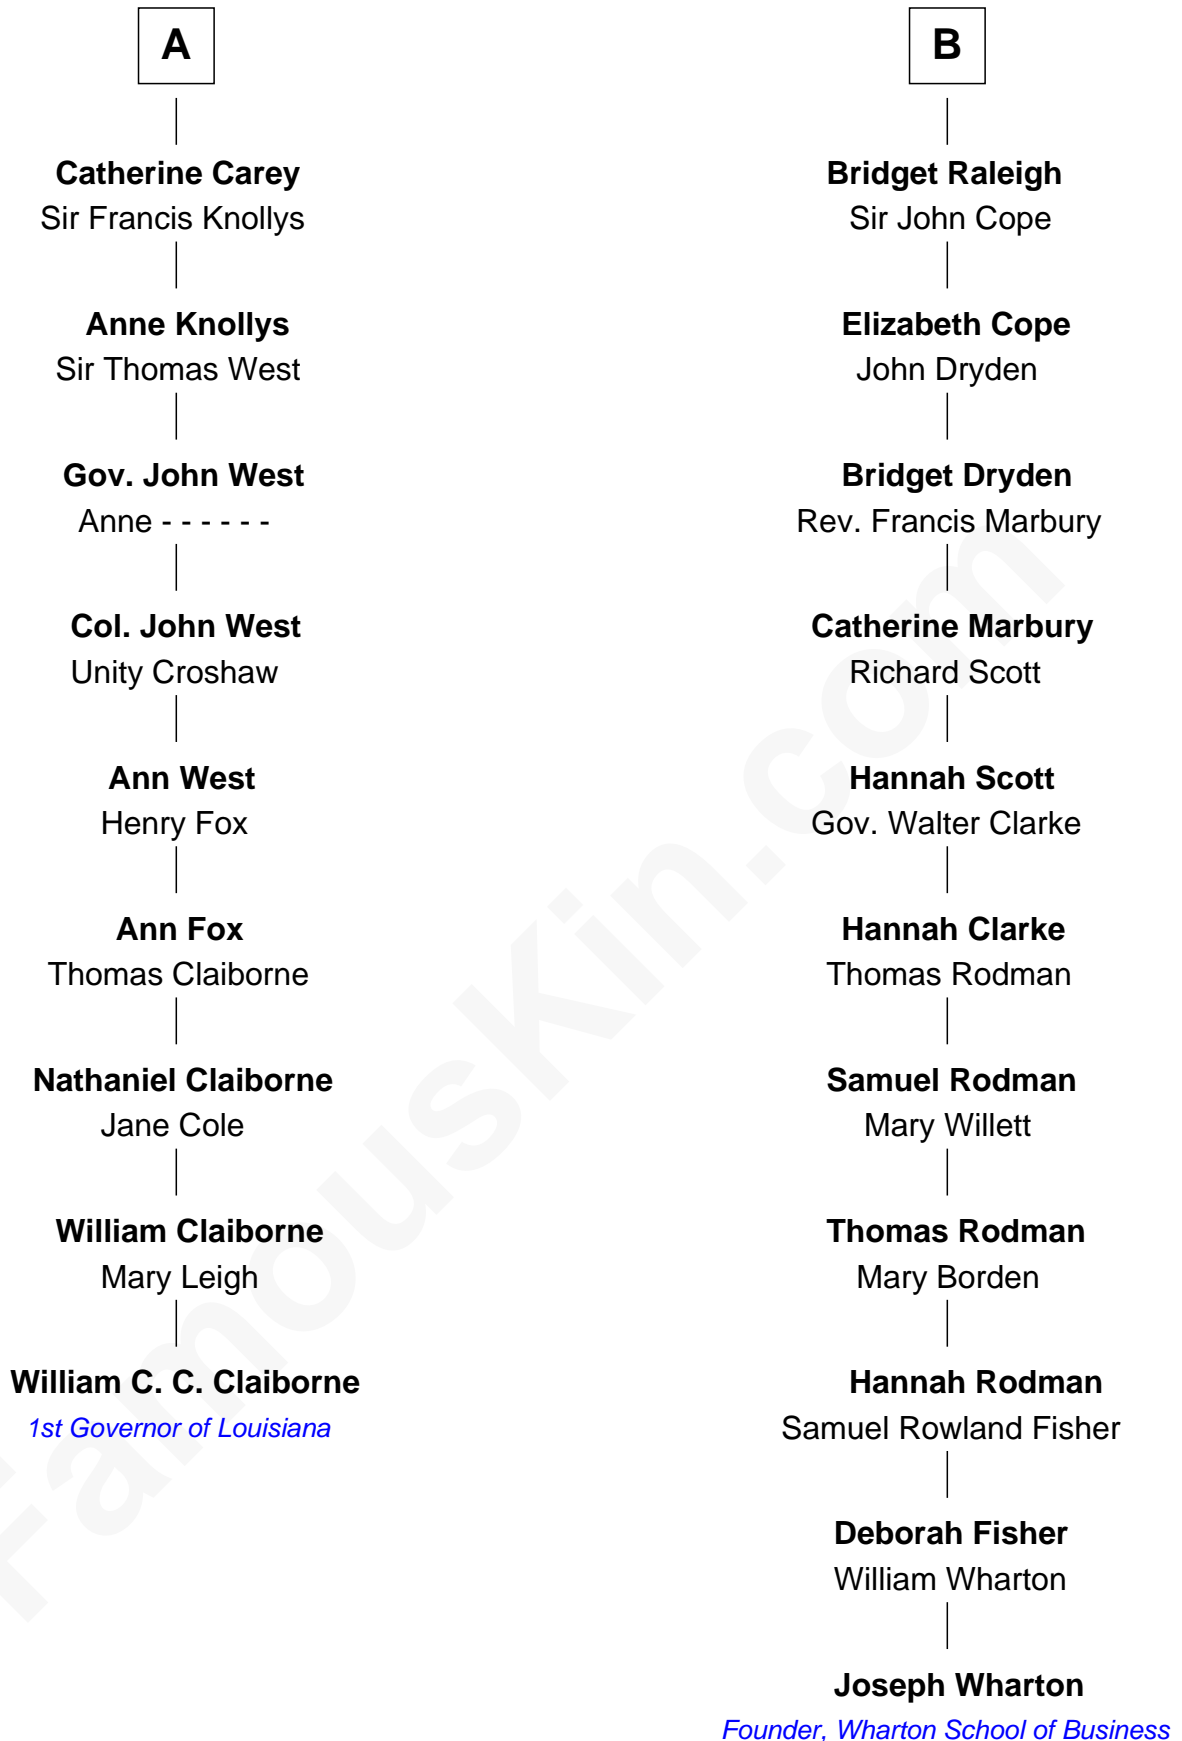 A
Catherine Carey
Sir Francis Knollys
Anne Knollys
Sir Thomas West
Gov. John West
Anne - - - - - -
Col. John West
Unity Croshaw
Ann West
Henry Fox
Ann Fox
Thomas Claiborne
Nathaniel Claiborne
Jane Cole
William Claiborne
Mary Leigh
William C. C. Claiborne
1st Governor of Louisiana
B
Bridget Raleigh
Sir John Cope
Elizabeth Cope
John Dryden
Bridget Dryden
Rev. Francis Marbury
Catherine Marbury
Richard Scott
Hannah Scott
Gov. Walter Clarke
Hannah Clarke
Thomas Rodman
Samuel Rodman
Mary Willett
Thomas Rodman
Mary Borden
Hannah Rodman
Samuel Rowland Fisher
Deborah Fisher
William Wharton
Joseph Wharton
Founder, Wharton School of Business
FamousKin.com